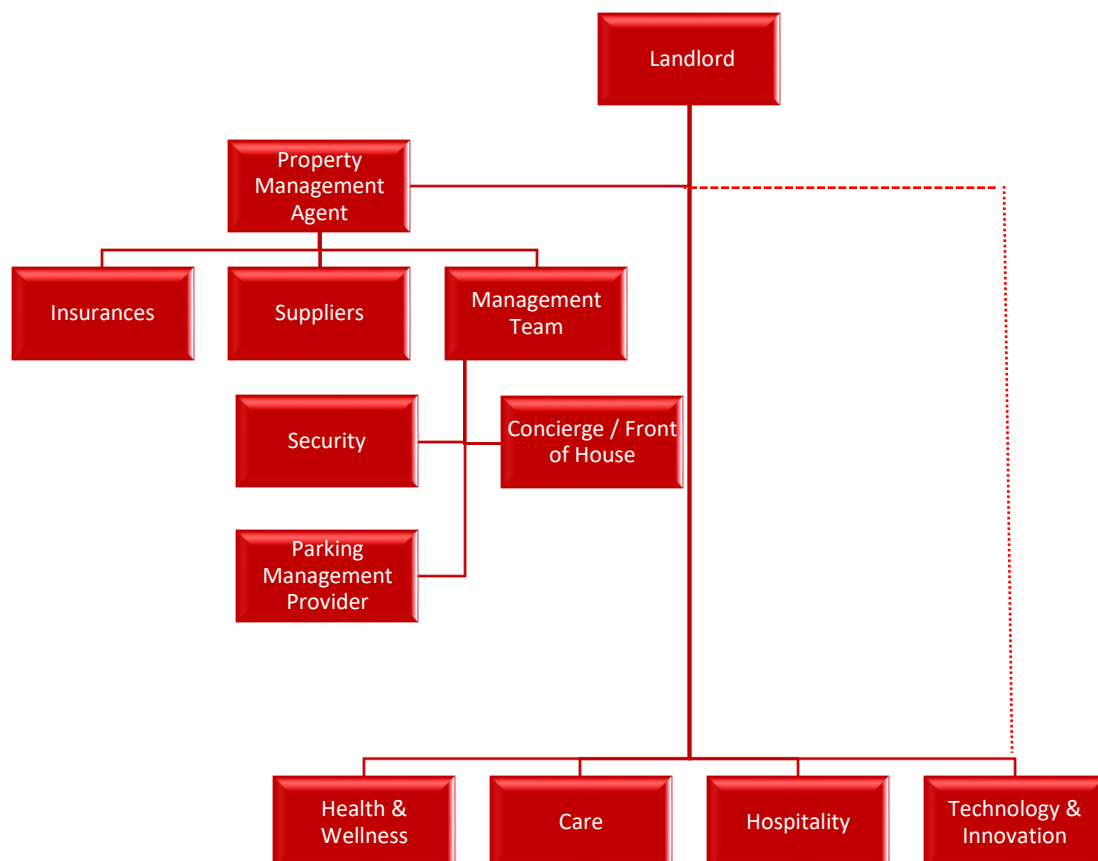 Landlord
Property
Management
Agent
Insurances
Suppliers
Management
Team
Security
Concierge / Front
of House
Parking
Management
Provider
Health &
Wellness
Care
Hospitality
Technology &
Innovation